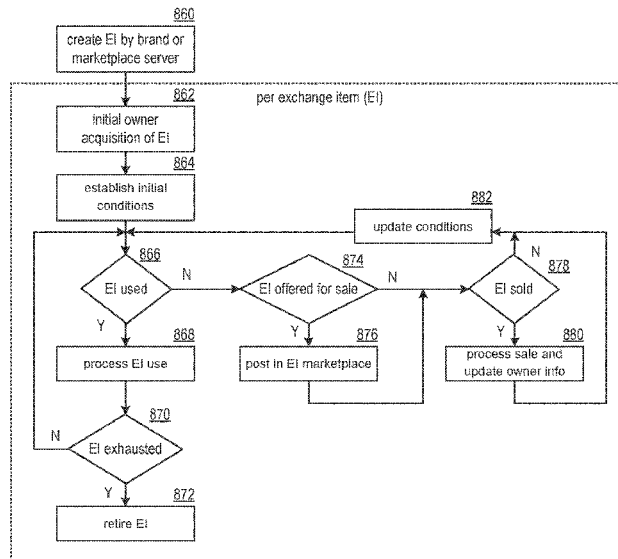 860
create EI by brand or
marketplace server
862
per exchange item (EI)
initial owner
acquisition of EI
864
establish initial
conditions
882
update conditions
866
EI used
N
Y
874
EI offered for sale
N
Y
878
EI sold
N
Y
868
process EI use
876
post in EI marketplace
880
process sale and
update owner info
870
EI exhausted
N
Y
872
retire EI